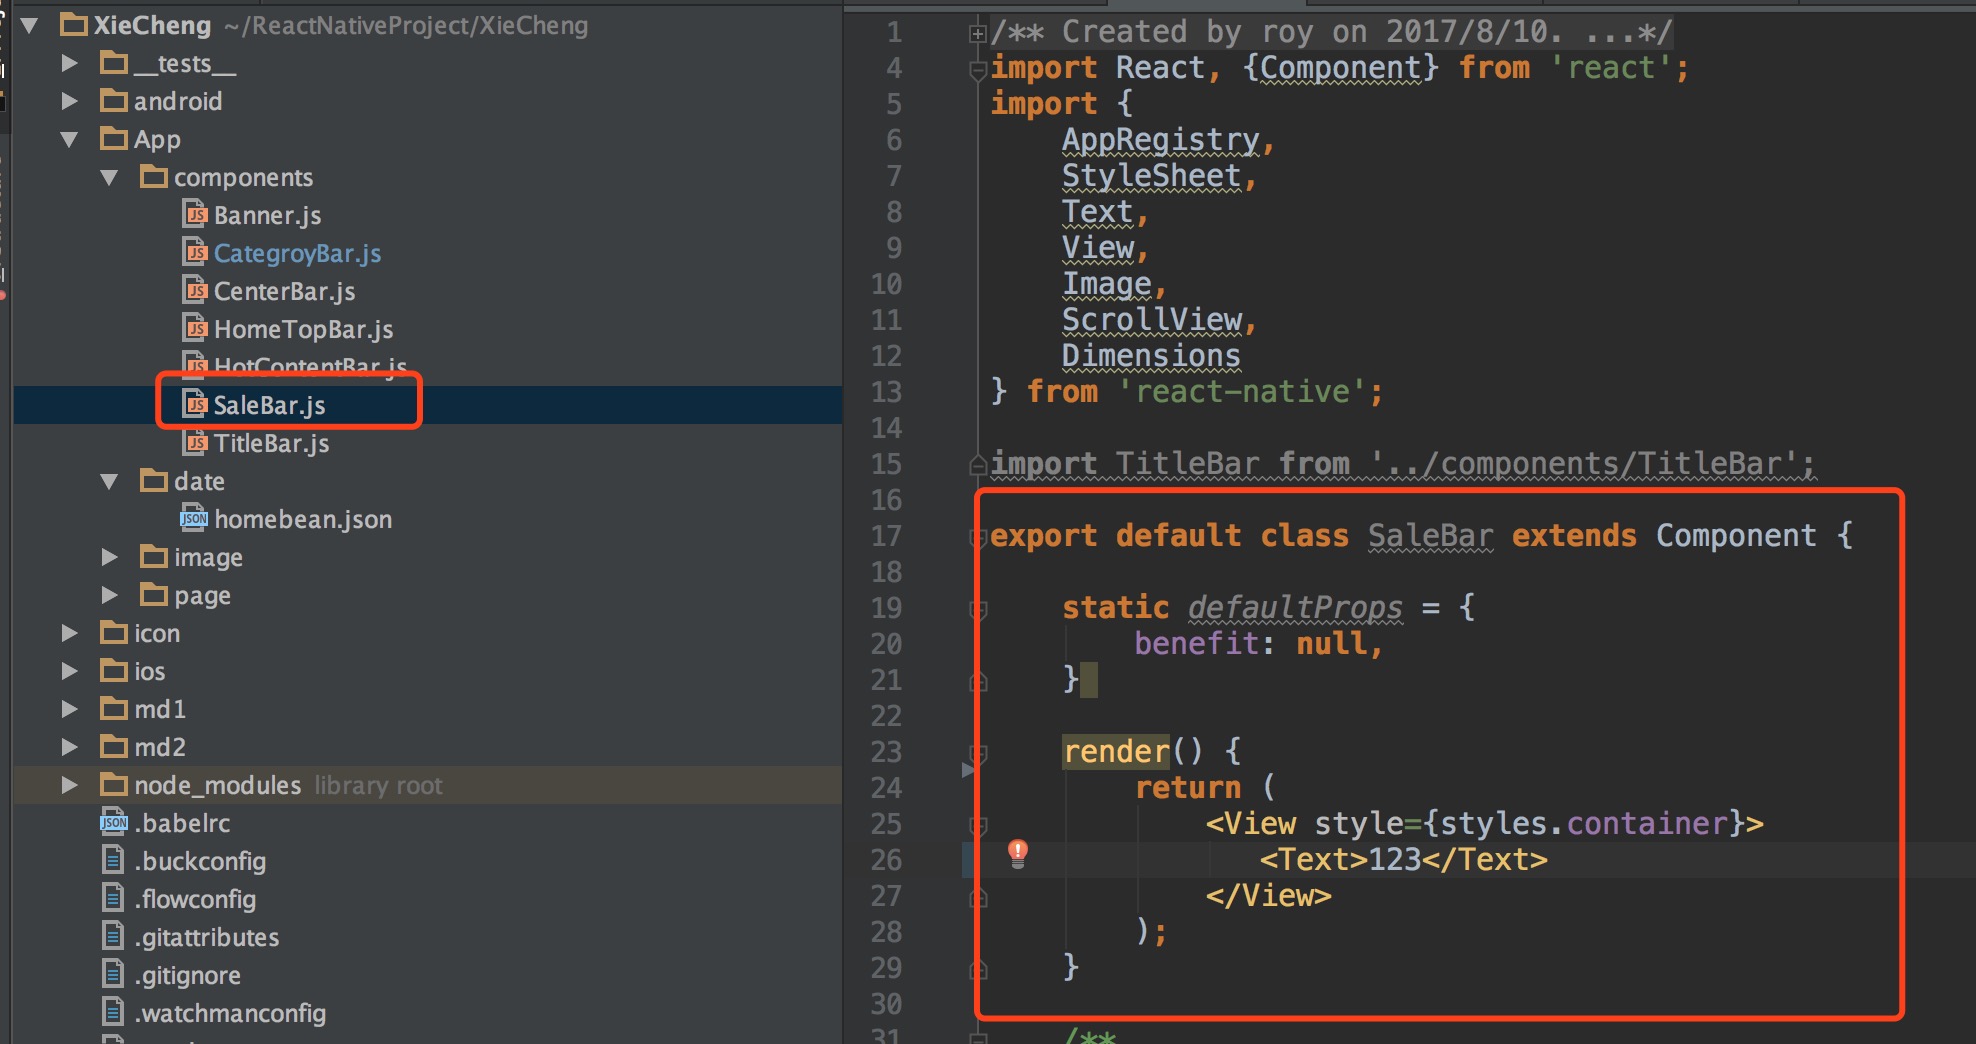 XieCheng ~/ReactNativeProject/XieCheng
__tests__
android
App
components
Banner.js
CategroyBar.js
CenterBar.js
HomeTopBar.js
HotContentBar.js
SaleBar.js
TitleBar.js
date
homebean.json
image
page
icon
ios
md1
md2
node_modules library root
.babelrc
.buckconfig
.flowconfig
.gitattributes
.gitignore
.watchmanconfig
1 /** Created by roy on 2017/8/10. ...*/
4 import React, {Component} from 'react';
5 import {
6 AppRegistry,
7 StyleSheet,
8 Text,
9 View,
10 Image,
11 ScrollView,
12 Dimensions
13 } from 'react-native';
14
15 import TitleBar from '../components/TitleBar';
16
17 export default class SaleBar extends Component {
18
19 static defaultProps = {
20 benefit: null,
21 }
22
23 render() {
24 return (
25 <View style={styles.container}>
26 <Text>123</Text>
27 </View>
28 );
29 }
30
31 /**